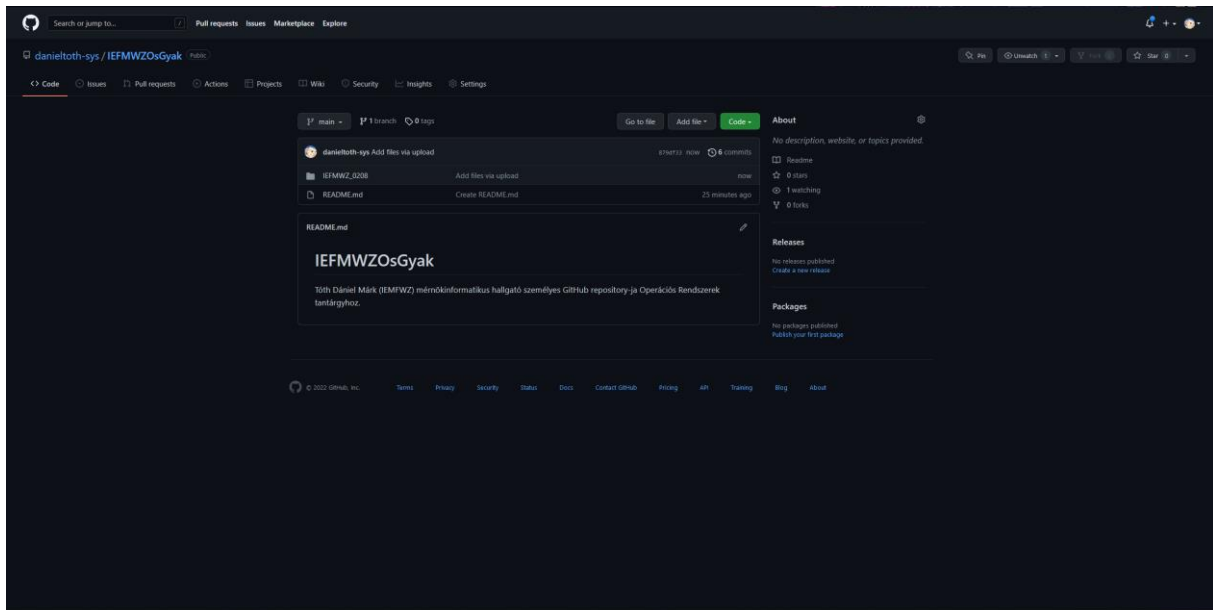 Search or jump to... /
Pull requests Issues Marketplace Explore
danieltoth-sys / IEFMWZOsGyak Public
Pin Unwatch 1 Star 0
Code Issues Pull requests Actions Projects Wiki Security Insights Settings
main 1 branch 0 tags Go to file Add file Code
danieltoth-sys Add files via upload now 6 commits
IEFMWZ_0208 Add files via upload now
README.md Create README.md 25 minutes ago
README.md
IEFMWZOsGyak
Tóth Dániel Márk (IEMFWZ) mérnökinformatikus hallgató személyes GitHub repository-ja Operációs Rendszerek
tantárgyhoz.
About
No description, website, or topics provided.
Readme
0 stars
1 watching
0 forks
Releases
No releases published
Create a new release
Packages
No packages published
Publish your first package
© 2022 GitHub, Inc. Terms Privacy Security Status Docs Contact GitHub Pricing API Training Blog About